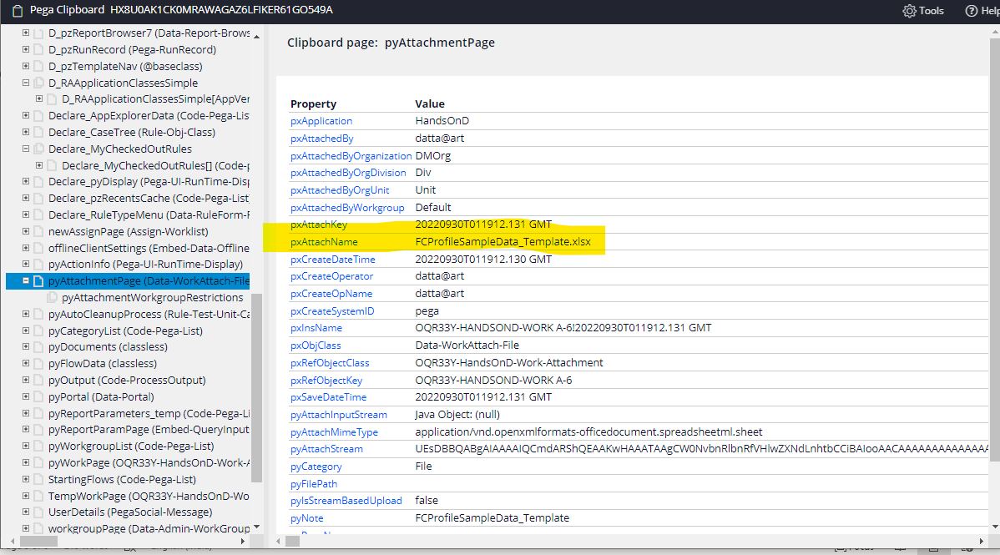 Pega Clipboard HX8U0AK1CK0MRAWAGAZ6LFIKER61GO549A
Tools
Help
D_pzReportBrowser7 (Data-Report-Brows
D_pzRunRecord (Pega-RunRecord)
D_pzTemplateNav (@baseclass)
D_RAApplicationClassesSimple
D_RAApplicationClassesSimple[AppVer
Declare_AppExplorerData (Code-Pega-Lis
Declare_CaseTree (Rule-Obj-Class)
Declare_MyCheckedOutRules
Declare_MyCheckedOutRules[] (Code-p
Declare_pyDisplay (Pega-UI-RunTime-Disp
Declare_pzRecentsCache (Code-Pega-List
Declare_RuleTypeMenu (Data-RuleForm-F
newAssignPage (Assign-Worklist)
offlineClientSettings (Embed-Data-Offline
pyActionInfo (Pega-UI-RunTime-Display)
pyAttachmentPage (Data-WorkAttach-File
pyAttachmentWorkgroupRestrictions
pyAutoCleanupProcess (Rule-Test-Unit-Ca
pyCategoryList (Code-Pega-List)
pyDocuments (classless)
pyFlowData (classless)
pyOutput (Code-ProcessOutput)
pyPortal (Data-Portal)
pyReportParameters_temp (Code-Pega-Li
pyReportParamPage (Embed-QueryInput
pyWorkgroupList (Code-Pega-List)
pyWorkPage (OQR33Y-HandsOnD-Work-A
StartingFlows (Code-Pega-List)
TempWorkPage (OQR33Y-HandsOnD-Wo
UserDetails (PegaSocial-Message)
workgroupPage (Data-Admin-WorkGroup
Clipboard page: pyAttachmentPage
Property Value
pxApplication HandsOnD
pxAttachedBy datta@art
pxAttachedByOrganization DMOrg
pxAttachedByOrgDivision Div
pxAttachedByOrgUnit Unit
pxAttachedByWorkgroup Default
pxAttachKey 20220930T011912.131 GMT
pxAttachName FCProfileSampleData_Template.xlsx
pxCreateDateTime 20220930T011912.130 GMT
pxCreateOperator datta@art
pxCreateOpName datta@art
pxCreateSystemID pega
pxInsName OQR33Y-HANDSOND-WORK A-6!20220930T011912.131 GMT
pxObjClass Data-WorkAttach-File
pxRefObjectClass OQR33Y-HandsOnD-Work-Attachment
pxRefObjectKey OQR33Y-HANDSOND-WORK A-6
pxSaveDateTime 20220930T011912.131 GMT
pyAttachInputStream Java Object: (null)
pyAttachMimeType application/vnd.openxmlformats-officedocument.spreadsheetml.sheet
pyAttachStream
pyCategory File
pyFilePath
pyIsStreamBasedUpload false
pyNote FCProfileSampleData_Template